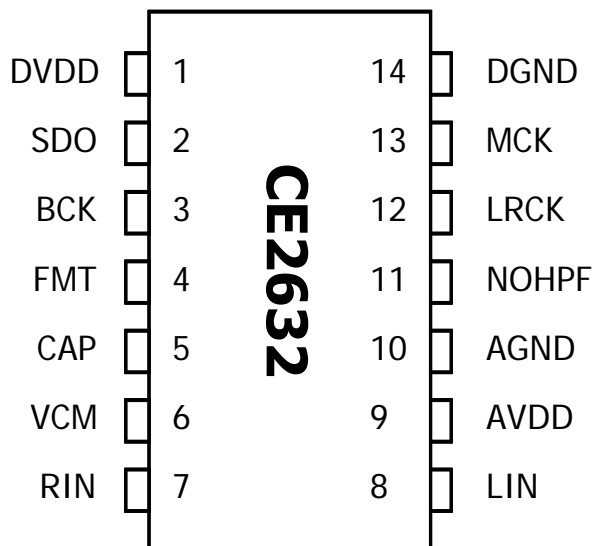 DVDD 1 14 DGND
SDO 2 13 MCK
BCK 3 12 LRCK
FMT 4 11 NOHPF
CAP 5 10 AGND
VCM 6 9 AVDD
RIN 7 8 LIN
CE2632